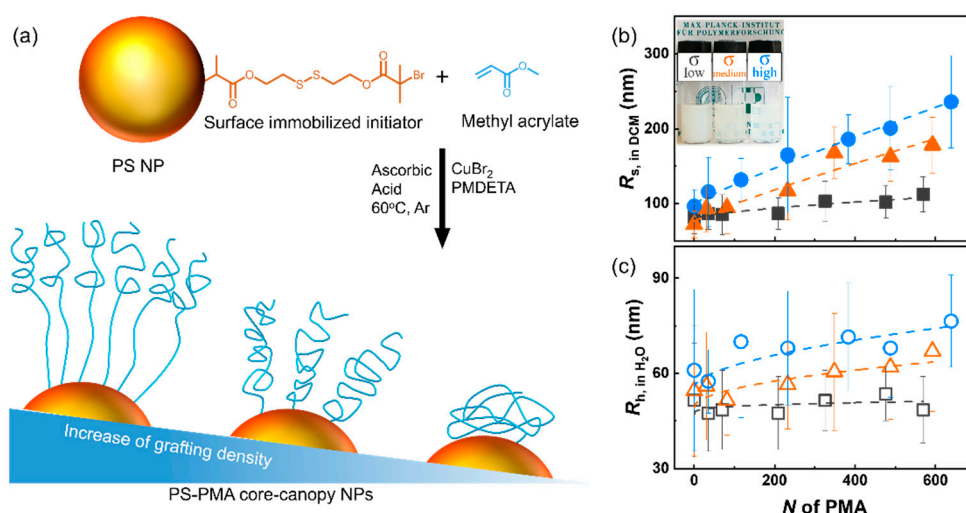 (a)
O
O
S
S
O
O
Br
+
O
O
Surface immobilized initiator
Methyl acrylate
PS NP
Ascorbic
Acid
60°C, Ar
CuBr2
PMDETA
Increase of grafting density
PS-PMA core-canopy NPs
(b)
MAX-PLANCK-INSTITUT
FÜR POLYMERFORSCHUNG
σ σ σ
low medium high
300
200
100
Rs, in DCM (nm)
(c)
90
60
30
Rh, in H2O (nm)
0 200 400 600
N of PMA